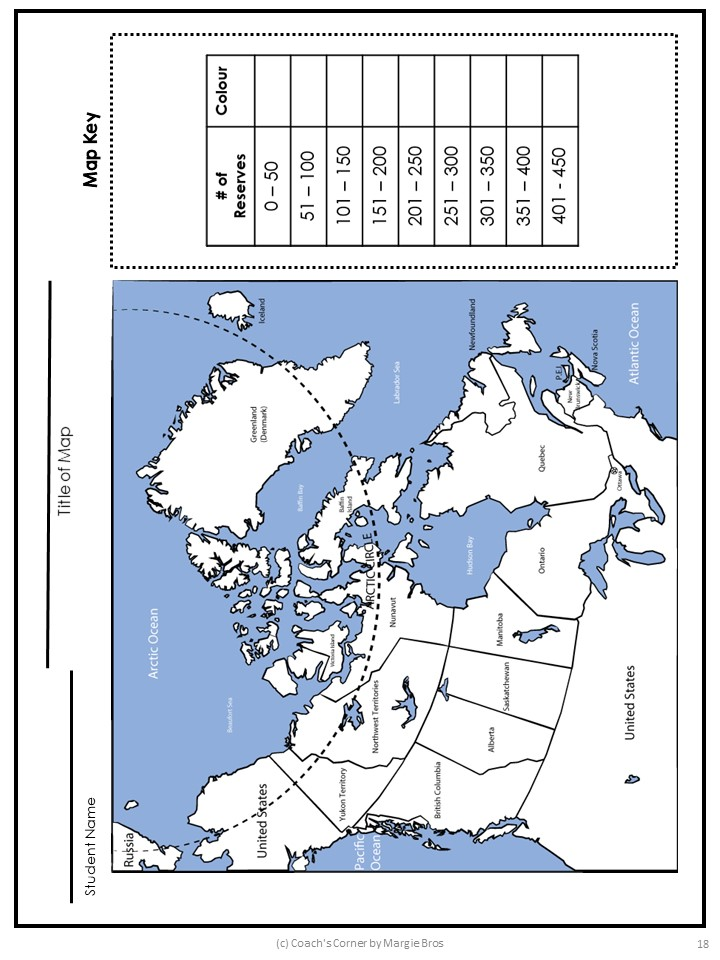 Student Name
Title of Map
Map Key
# of
Reserves
Colour
0 – 50
51 – 100
101 – 150
151 – 200
201 – 250
251 – 300
301 – 350
351 – 400
401 - 450
Russia
United States
Beaufort Sea
Arctic Ocean
Greenland
(Denmark)
Iceland
Baffin Bay
Baffin
Island
Victoria Island
ARCTIC CIRCLE
Labrador Sea
Yukon Territory
Northwest Territories
Nunavut
Pacific
Ocean
British Columbia
Alberta
Saskatchewan
Manitoba
Hudson Bay
Ontario
Quebec
Newfoundland
P.E.I.
New
Brunswick
Nova Scotia
Ottawa
United States
Atlantic Ocean
(c) Coach's Corner by Margie Bros
18